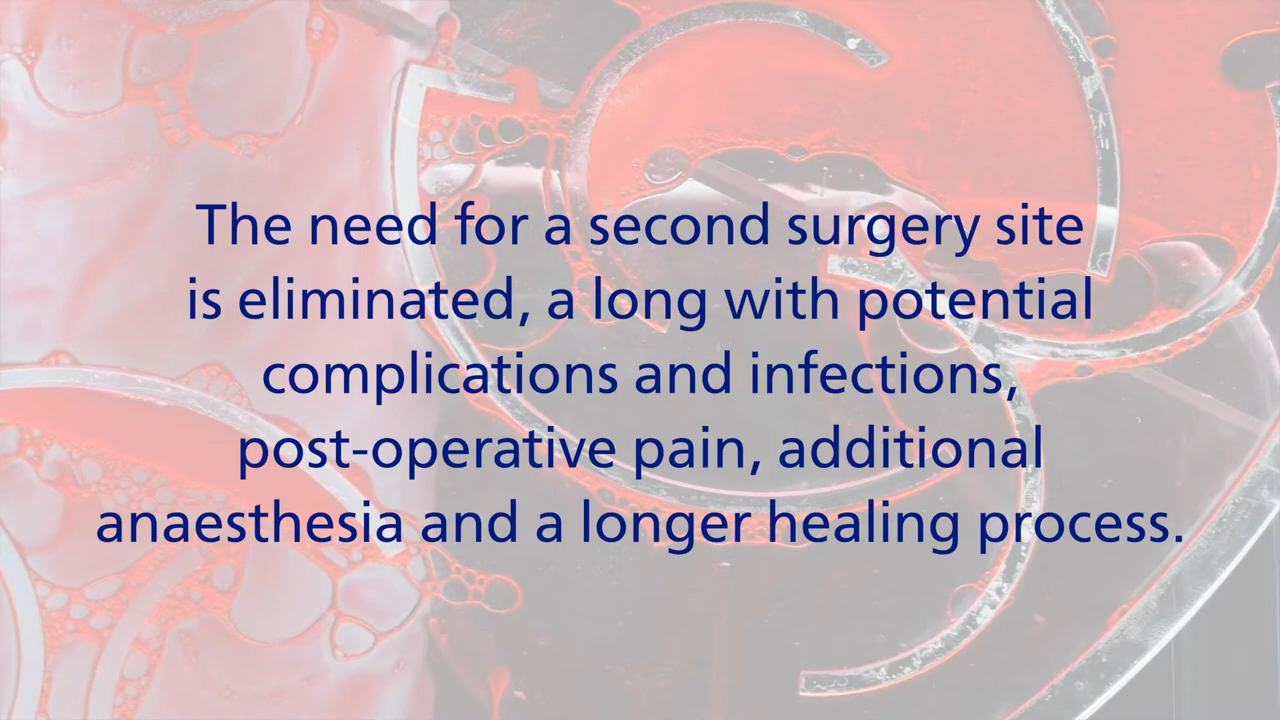 The need for a second surgery site
is eliminated, a long with potential
complications and infections,
post-operative pain, additional
anaesthesia and a longer healing process.